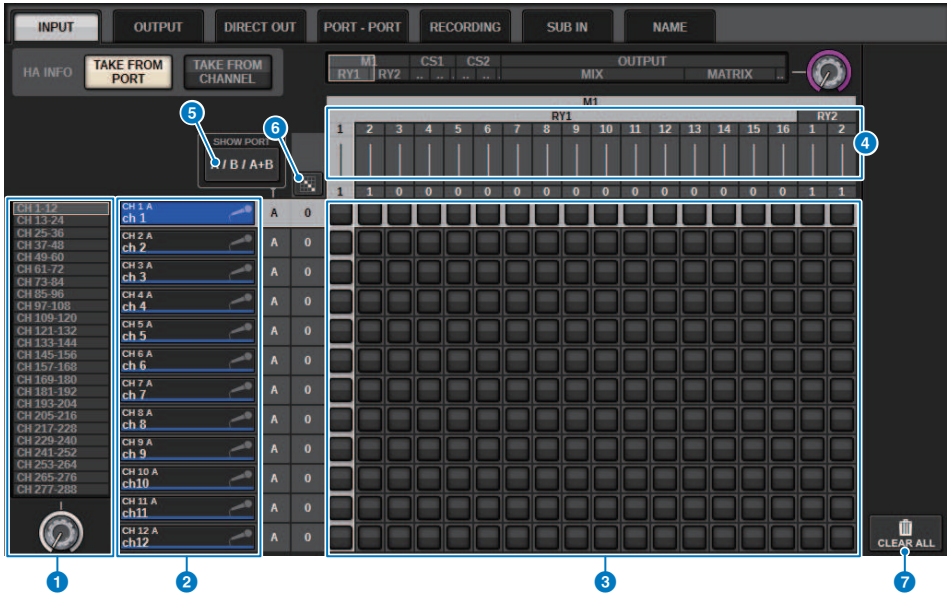 INPUT OUTPUT DIRECT OUT PORT - PORT RECORDING SUB IN NAME
HA INFO TAKE FROM PORT TAKE FROM CHANNEL
M1 CS1 CS2 OUTPUT
RY1 RY2 .. .. .. .. MIX MATRIX ..
M1
RY1 RY2
1 2 3 4 5 6 7 8 9 10 11 12 13 14 15 16 1 2
5 6 4
SHOW PORT
A / B / A+B
1 1 0 0 0 0 0 0 0 0 0 0 0 0 0 0 1 1
CH 1-12
CH 13-24
CH 25-36
CH 37-48
CH 49-60
CH 61-72
CH 73-84
CH 85-96
CH 97-108
CH 109-120
CH 121-132
CH 133-144
CH 145-156
CH 157-168
CH 169-180
CH 181-192
CH 193-204
CH 205-216
CH 217-228
CH 229-240
CH 241-252
CH 253-264
CH 265-276
CH 277-288
CH 1 A
ch 1 A 0
CH 2 A
ch 2 A 0
CH 3 A
ch 3 A 0
CH 4 A
ch 4 A 0
CH 5 A
ch 5 A 0
CH 6 A
ch 6 A 0
CH 7 A
ch 7 A 0
CH 8 A
ch 8 A 0
CH 9 A
ch 9 A 0
CH 10 A
ch10 A 0
CH 11 A
ch11 A 0
CH 12 A
ch12 A 0
CLEAR ALL
1 2 3 7